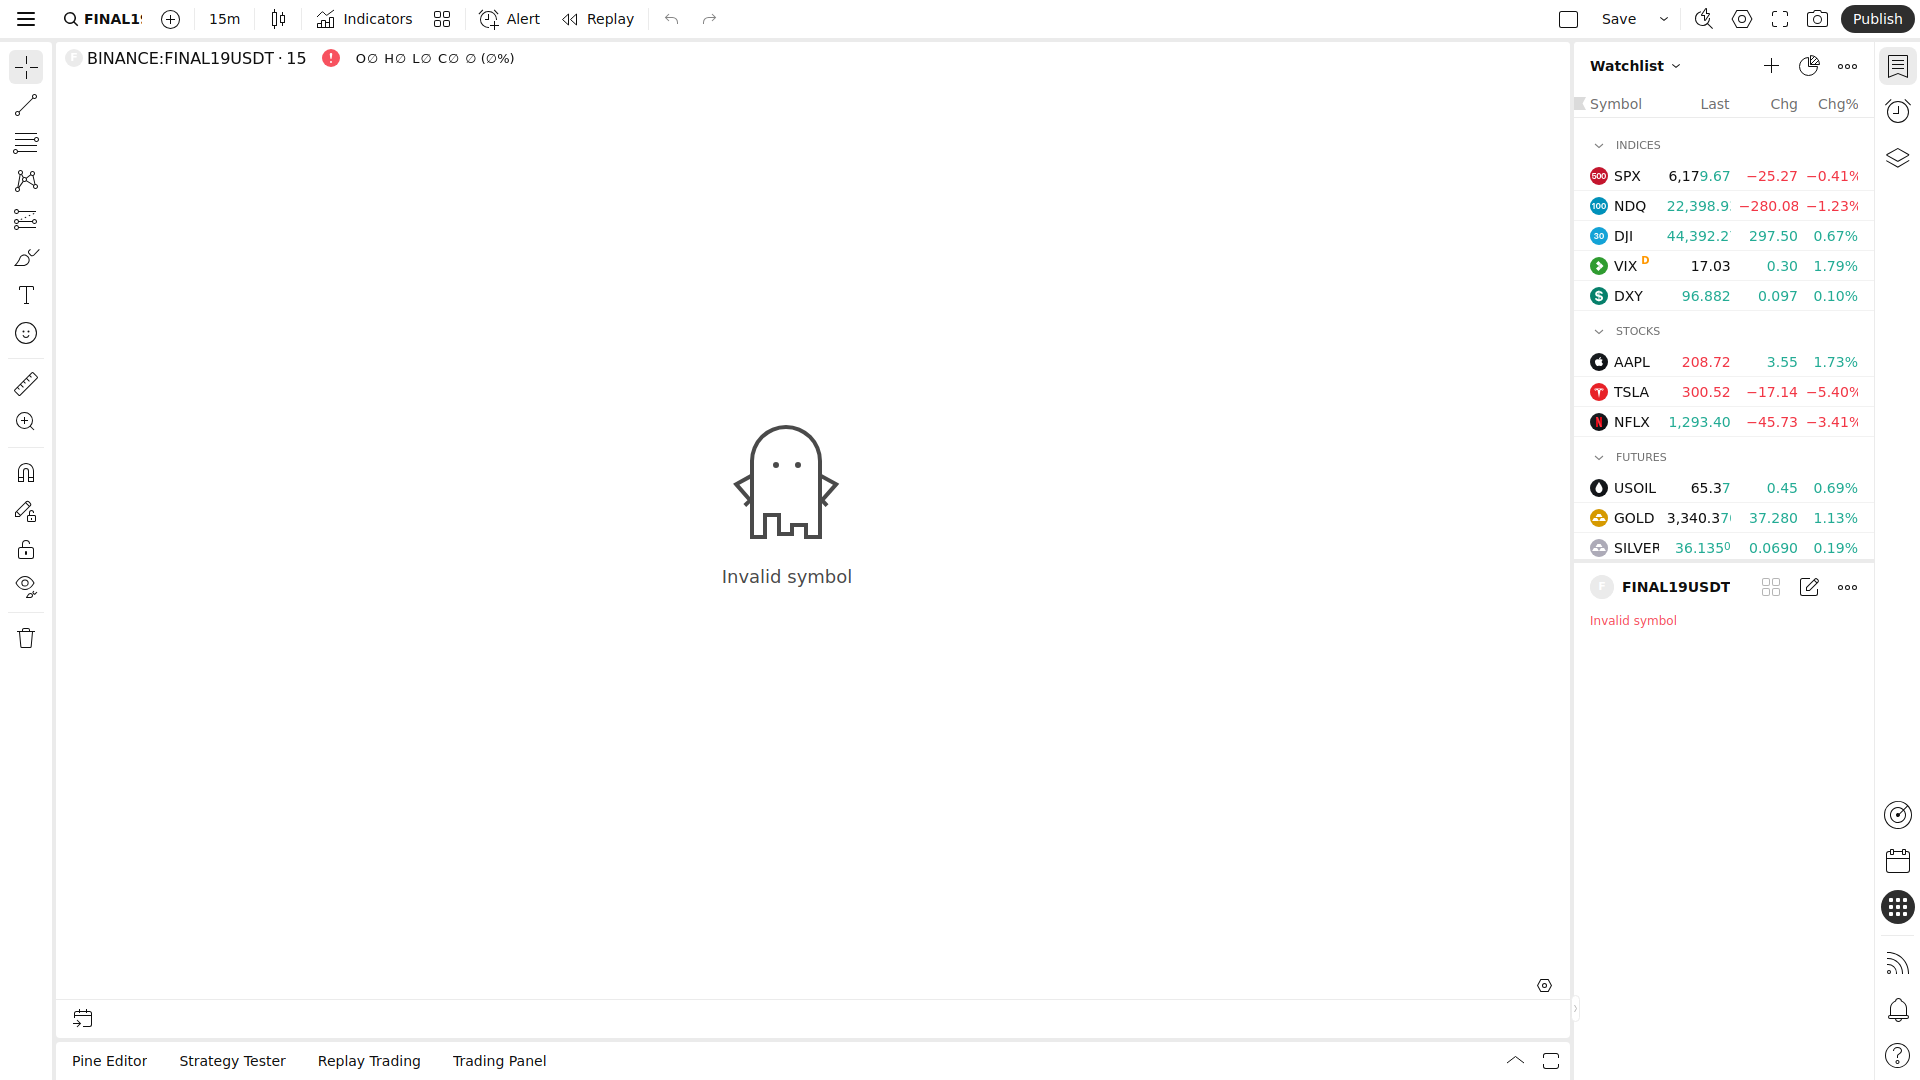 FINAL1
15m
Indicators
Alert
Replay
Save
Publish
F BINANCE:FINAL19USDT · 15
! O∅ H∅ L∅ C∅ ∅ (∅%)
Invalid symbol
Pine Editor
Strategy Tester
Replay Trading
Trading Panel
Watchlist
Symbol Last Chg Chg%
INDICES
500 SPX 6,179.67 −25.27 −0.41%
100 NDQ 22,398.9 −280.08 −1.23%
30 DJI 44,392.2 297.50 0.67%
VIX D 17.03 0.30 1.79%
$ DXY 96.882 0.097 0.10%
STOCKS
AAPL 208.72 3.55 1.73%
TSLA 300.52 −17.14 −5.40%
N NFLX 1,293.40 −45.73 −3.41%
FUTURES
USOIL 65.37 0.45 0.69%
GOLD 3,340.37 37.280 1.13%
SILVER 36.1350 0.0690 0.19%
F FINAL19USDT
Invalid symbol